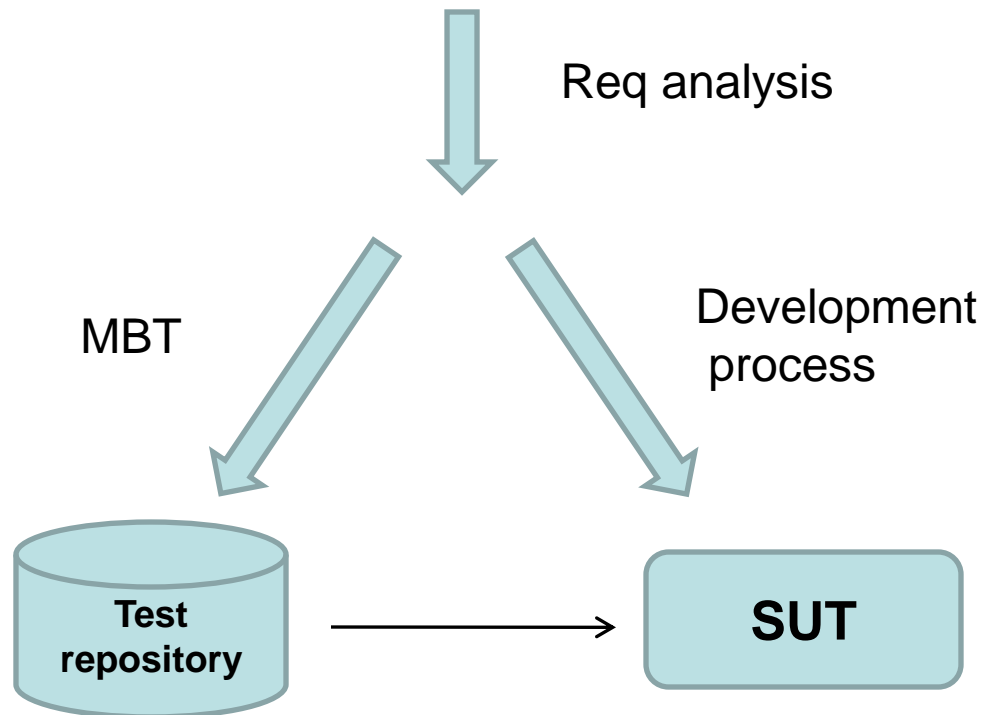 Req analysis
MBT
Development
process
Test
repository
SUT